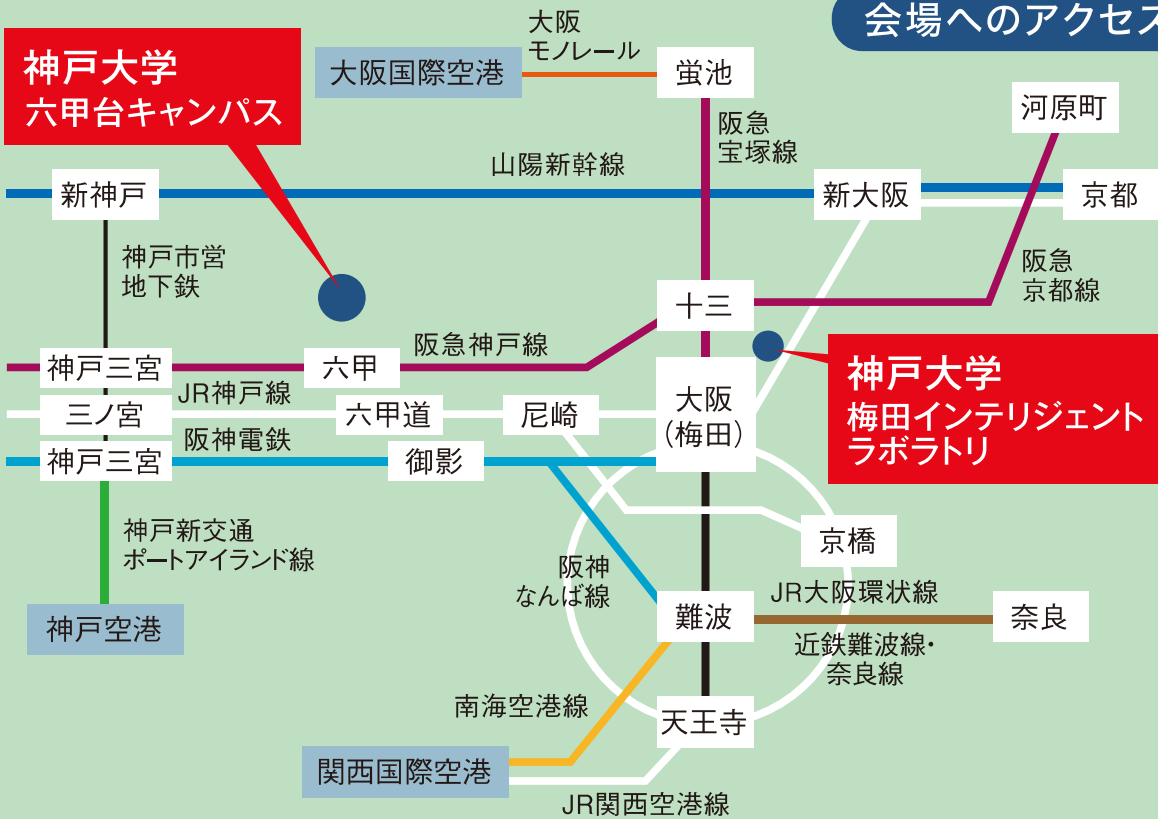 会場へのアクセス
神戸大学
六甲台キャンパス
大阪国際空港
大阪
モノレール
蛍池
阪急
宝塚線
河原町
山陽新幹線
新神戸
新大阪
京都
神戸市営
地下鉄
阪急
京都線
十三
神戸三宮
六甲
阪急神戸線
神戸大学
梅田インテリジェント
ラボラトリ
JR神戸線
三ノ宮
六甲道
尼崎
大阪
(梅田)
阪神電鉄
神戸三宮
御影
神戸新交通
ポートアイランド線
京橋
阪神
なんば線
JR大阪環状線
難波
奈良
近鉄難波線・
奈良線
神戸空港
南海空港線
天王寺
関西国際空港
JR関西空港線